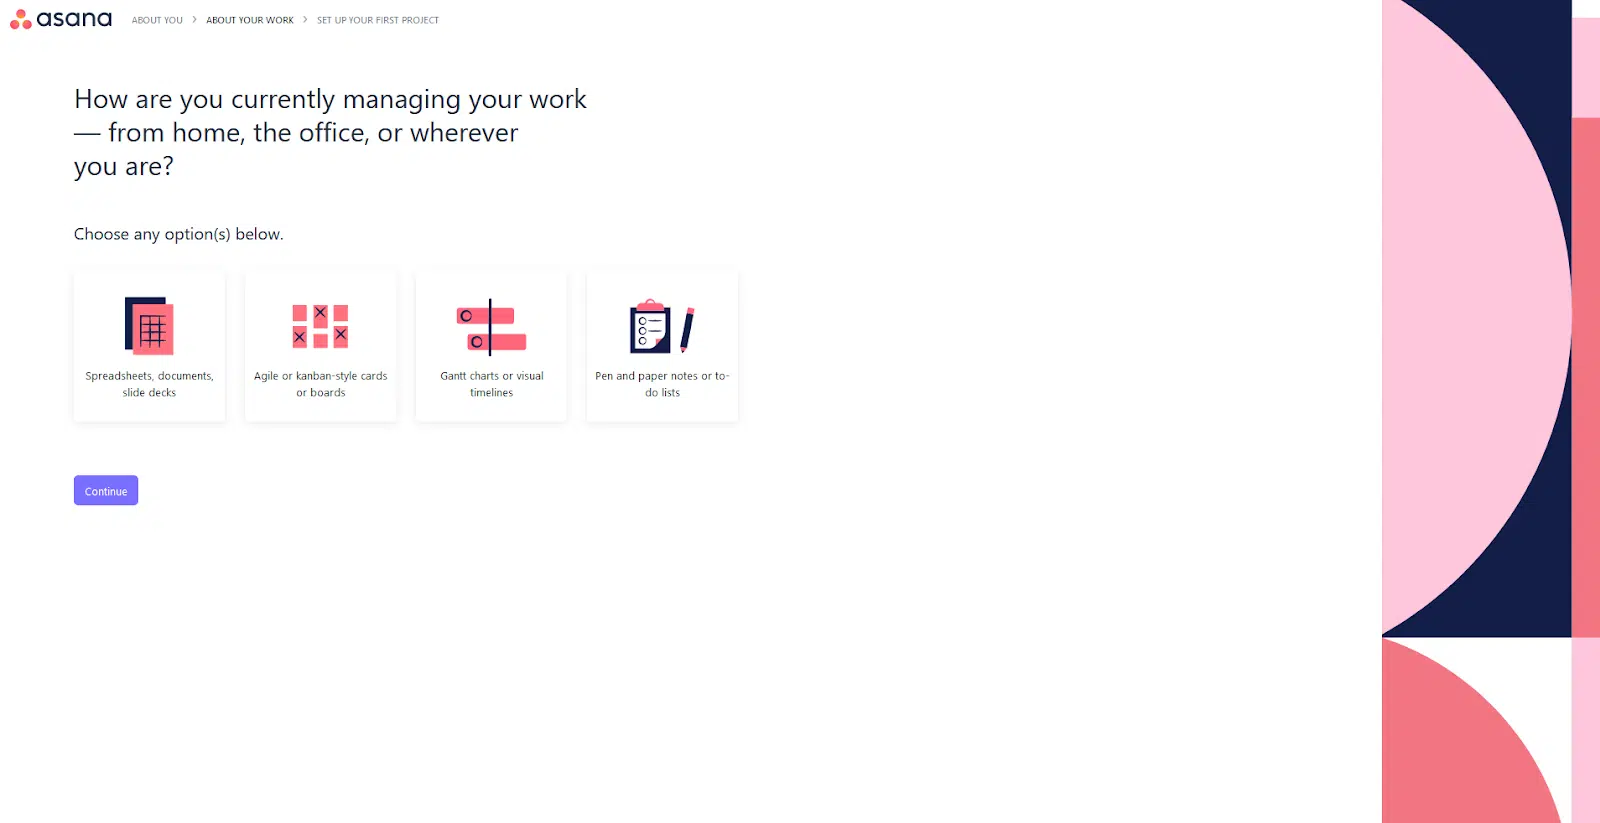 asana ABOUT YOU > ABOUT YOUR WORK > SET UP YOUR FIRST PROJECT
How are you currently managing your work
— from home, the office, or wherever
you are?
Choose any option(s) below.
Spreadsheets, documents,
slide decks
Agile or kanban-style cards
or boards
Gantt charts or visual
timelines
Pen and paper notes or to-
do lists
Continue